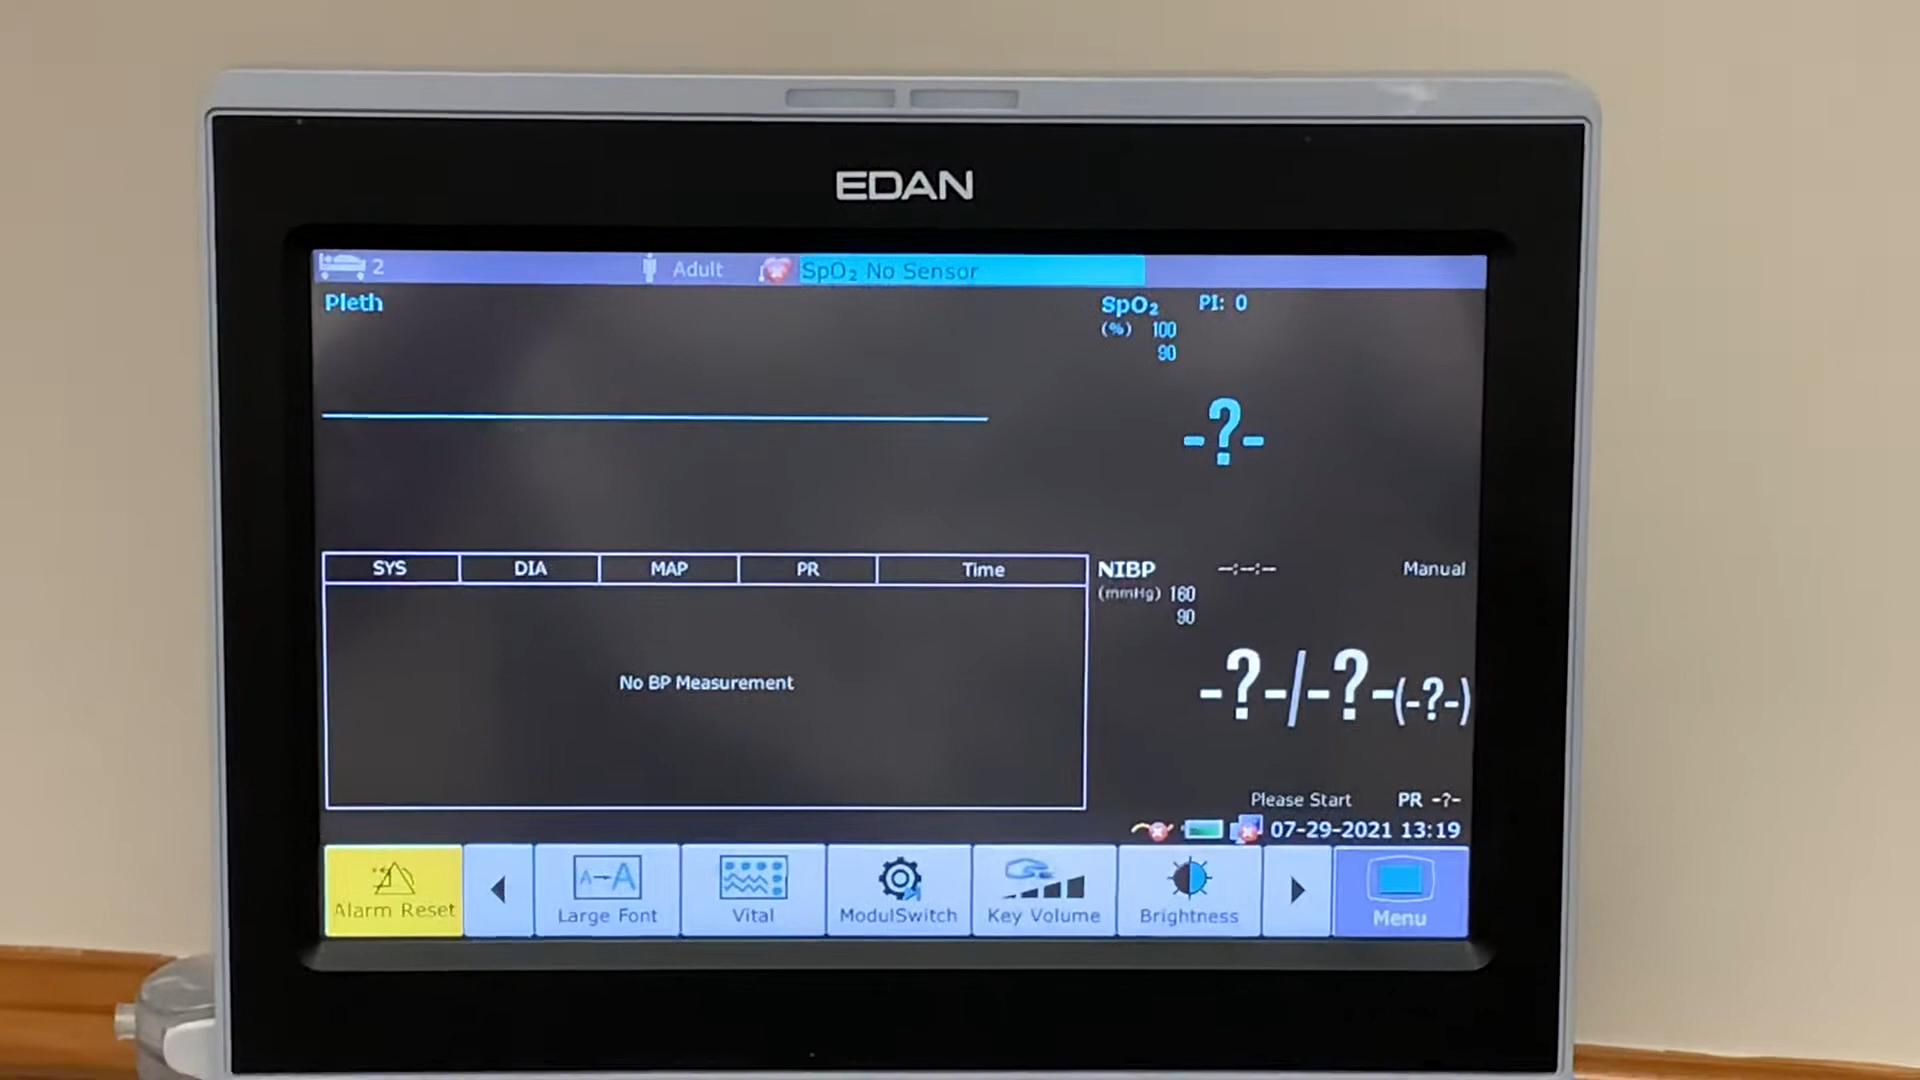 EDAN
2 Adult SpO₂ No Sensor
Pleth
SpO₂ PI: 0
(%) 100
90
-?-
SYS DIA MAP PR Time
No BP Measurement
NIBP --:--:-- Manual
(mmHg) 160
90
-?-/-?-(-?-)
Please Start PR -?-
07-29-2021 13:19
Alarm Reset
A→A
Large Font
Vital
ModulSwitch
Key Volume
Brightness
Menu